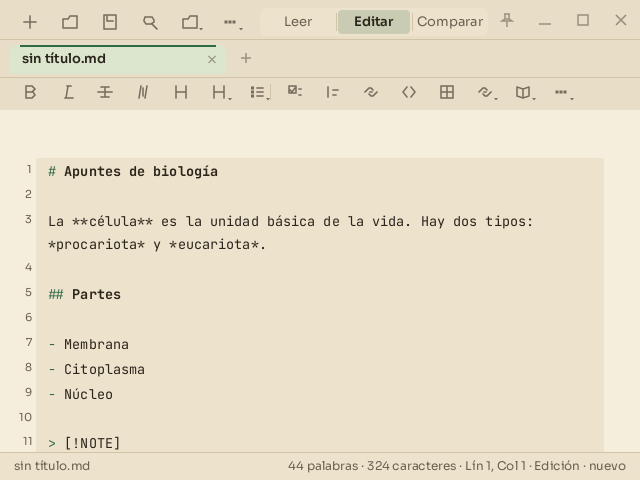 Leer Editar Comparar
sin título.md
1 # Apuntes de biología
2
3 La **célula** es la unidad básica de la vida. Hay dos tipos:
*procariota* y *eucariota*.
4
5 ## Partes
6
7 - Membrana
8 - Citoplasma
9 - Núcleo
10
11 > [!NOTE]
sin título.md 44 palabras · 324 caracteres · Lín 1, Col 1 · Edición · nuevo